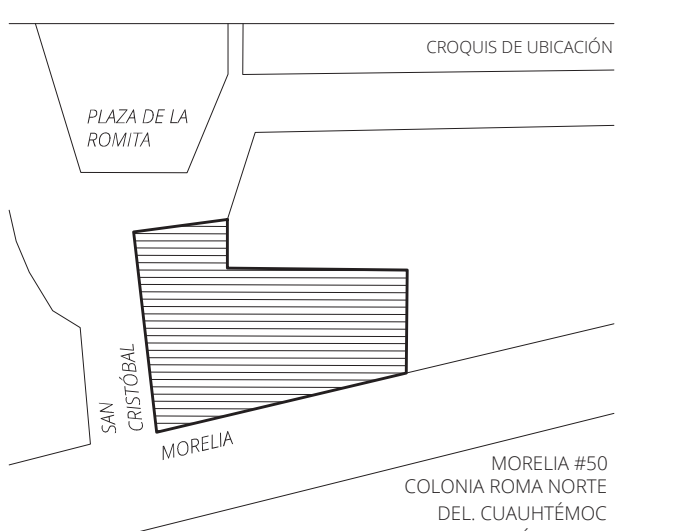 CROQUIS DE UBICACIÓN
PLAZA DE LA
ROMITA
SAN
CRISTÓBAL
MORELIA
MORELIA #50
COLONIA ROMA NORTE
DEL. CUAUHTÉMOC